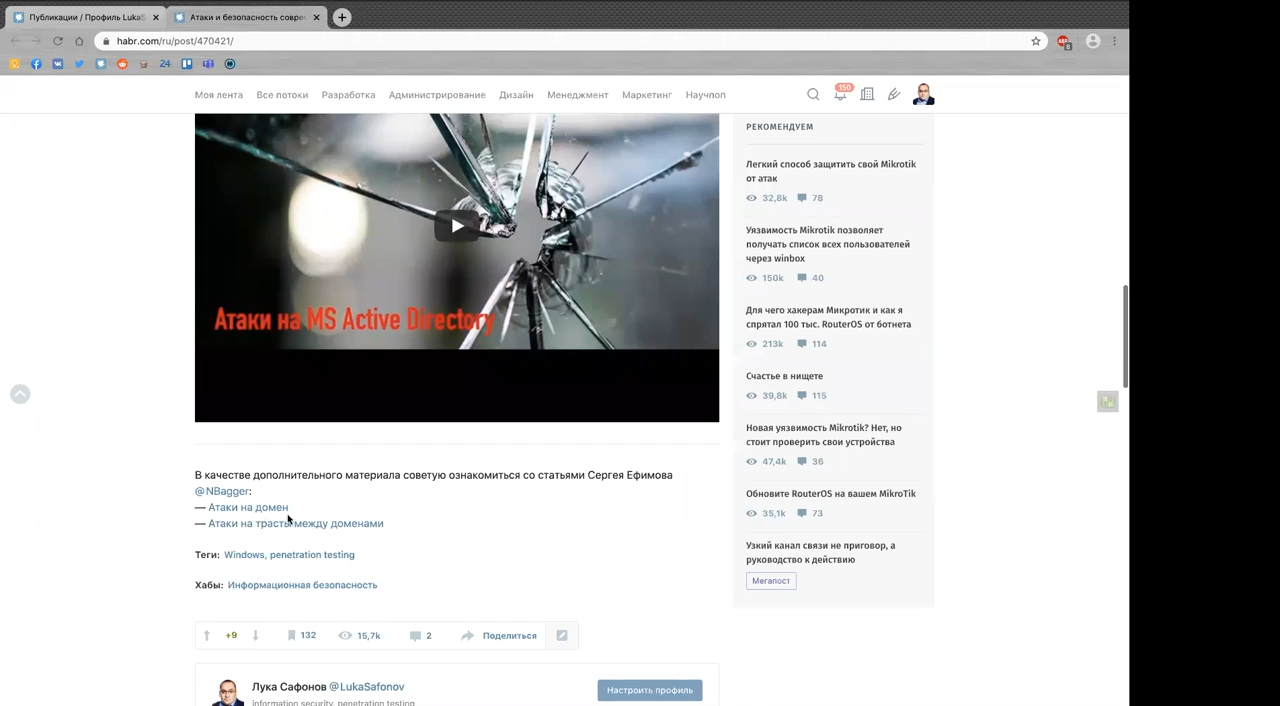 Публикации / Профиль LukaS
Атаки и безопасность совре
habr.com/ru/post/470421/
24
Моя лента Все потоки Разработка Администрирование Дизайн Менеджмент Маркетинг Научпоп
150
Атаки на MS Active Directory
В качестве дополнительного материала советую ознакомиться со статьями Сергея Ефимова
@NBagger:
— Атаки на домен
— Атаки на трасты между доменами
Теги: Windows, penetration testing
Хабы: Информационная безопасность
+9 132 15,7k 2 Поделиться
Лука Сафонов @LukaSafonov
information security, penetration testing
Настроить профиль
РЕКОМЕНДУЕМ
Легкий способ защитить свой Mikrotik
от атак
32,8k 78
Уязвимость Mikrotik позволяет
получать список всех пользователей
через winbox
150k 40
Для чего хакерам Микротик и как я
спрятал 100 тыс. RouterOS от ботнета
213k 114
Счастье в нищете
39,8k 115
Новая уязвимость Mikrotik? Нет, но
стоит проверить свои устройства
47,4k 36
Обновите RouterOS на вашем MikroTik
35,1k 73
Узкий канал связи не приговор, а
руководство к действию
Мегапост